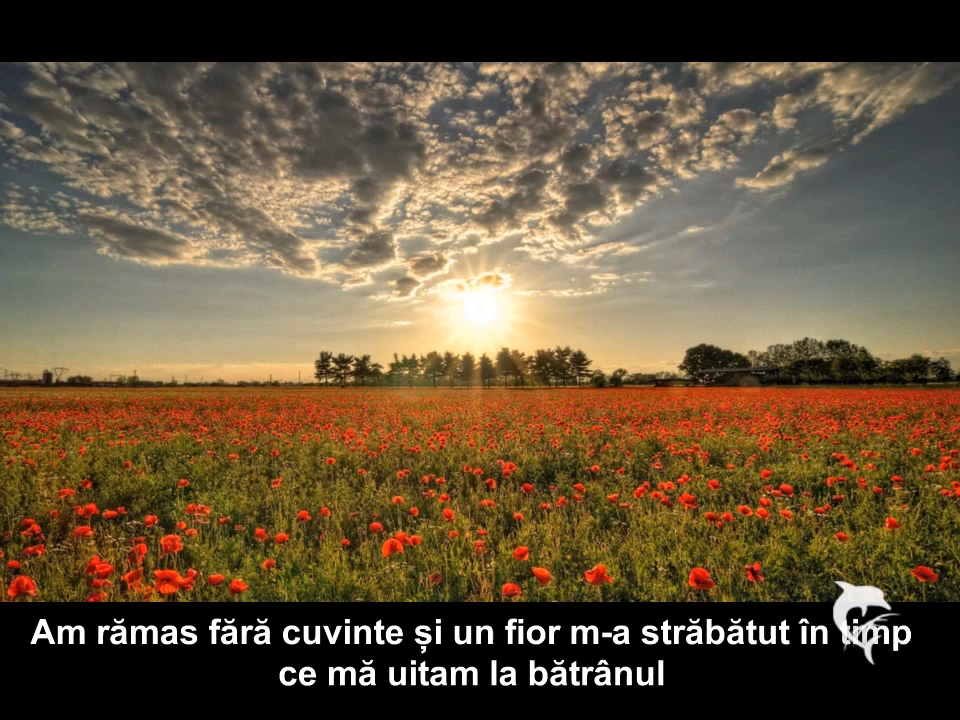 Am rămas fără cuvinte și un fior m-a străbătut în timp
ce mă uitam la bătrânul